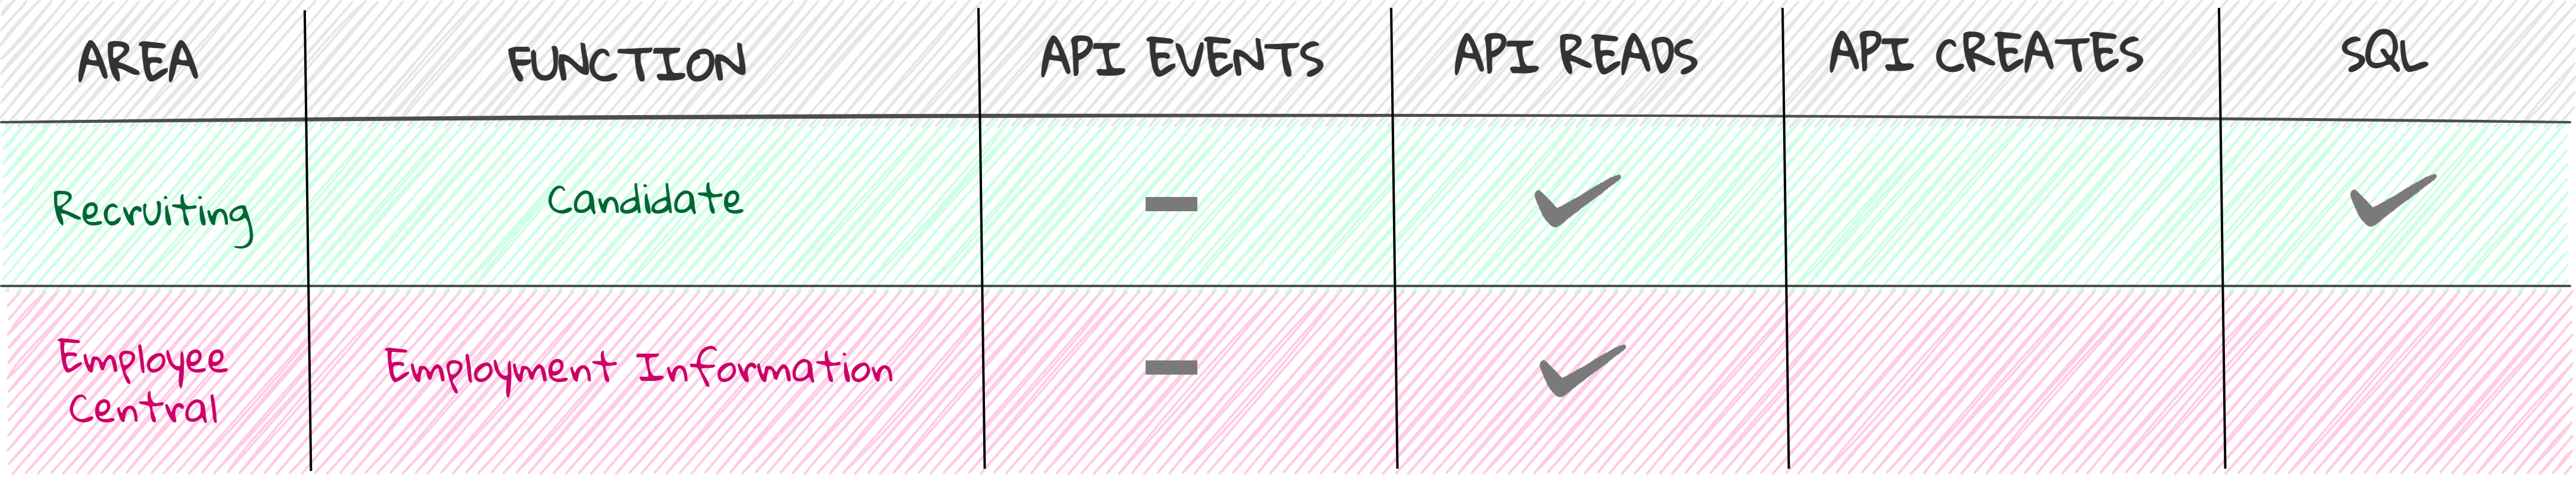 AREA FUNCTION API EVENTS API READS API CREATES SQL
Recruiting Candidate
Employee
Central
Employment Information